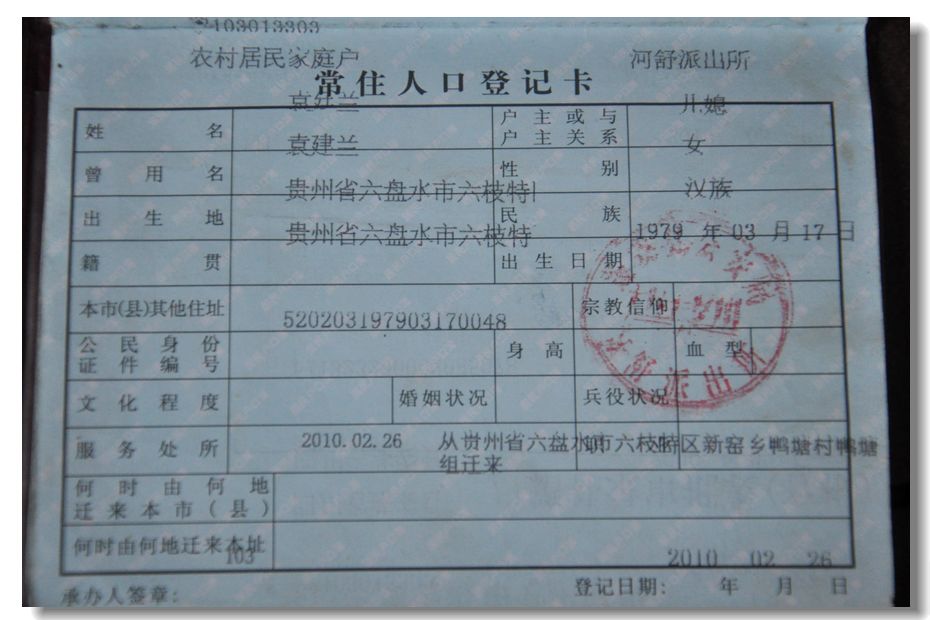 2103013303
农村居民家庭户 河舒派出所
常住人口登记卡
袁建兰 儿媳
姓名 户主或与户主关系
袁建兰 女
曾用名 性别
贵州省六盘水市六枝特 汉族
出生地 民族
贵州省六盘水市六枝特 1979 年 03 月 17 日
籍贯 出生日期
本市(县)其他住址 宗教信仰
520203197903170048
公民身份证件编号 身高 血型
文化程度 婚姻状况 兵役状况
服务处所 职业
2010.02.26 从贵州省六盘水市六枝特区新窑乡鸭塘村鸭塘
组迁来
何时由何地迁来本市(县)
何时由何地迁来本址
103 2010 02 26
承办人签章: 登记日期: 年 月 日